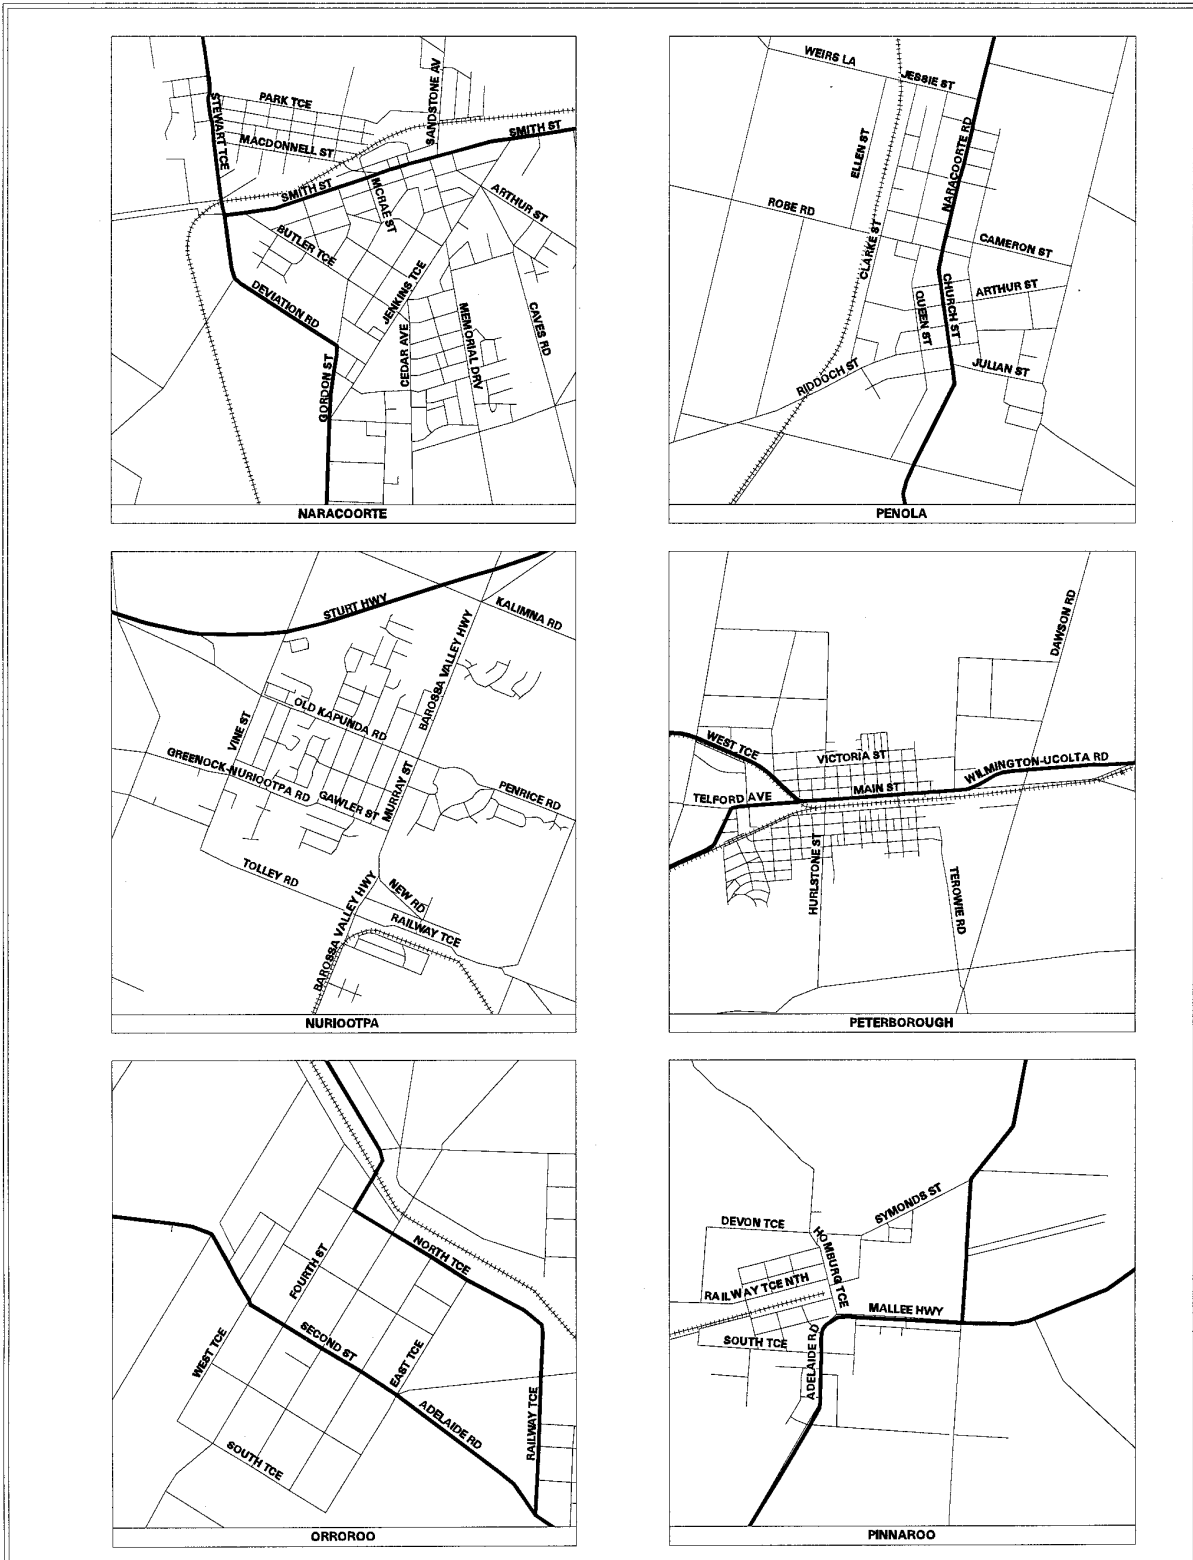 PARK TCE
SANDSTONE AV
STEWART TCE
MACDONNELL ST
SMITH ST
SMITH ST
MCRAE ST
ARTHUR ST
BUTLER TCE
JENKINS TCE
DEVIATION RD
CEDAR AVE
MEMORIAL DRV
CAVES RD
GORDON ST
NARACOORTE
WEIRS LA
JESSIE ST
ELLEN ST
NARACOORTE RD
ROBE RD
CLARKE ST
CAMERON ST
ARTHUR ST
QUEEN ST
CHURCH ST
RIDDOCH ST
JULIAN ST
PENOLA
STURT HWY
KALIMNA RD
BAROSSA VALLEY HWY
OLD KAPUNDA RD
VINE ST
GREENOCK-NURIOOTPA RD
GAWLER ST
MURRAY ST
PENRICE RD
TOLLEY RD
NEW RD
BAROSSA VALLEY HWY
RAILWAY TCE
NURIOOTPA
DAWSON RD
WEST TCE
VICTORIA ST
WILMINGTON-UCOLTA RD
TELFORD AVE
MAIN ST
HURLSTONE ST
TEROWIE RD
PETERBOROUGH
NORTH TCE
FOURTH ST
SECOND ST
WEST TCE
EAST TCE
ADELAIDE RD
RAILWAY TCE
SOUTH TCE
ORROROO
SYMONDS ST
DEVON TCE
HOMBURG TCE
RAILWAY TCE NTH
MALLEE HWY
SOUTH TCE
ADELAIDE RD
PINNAROO